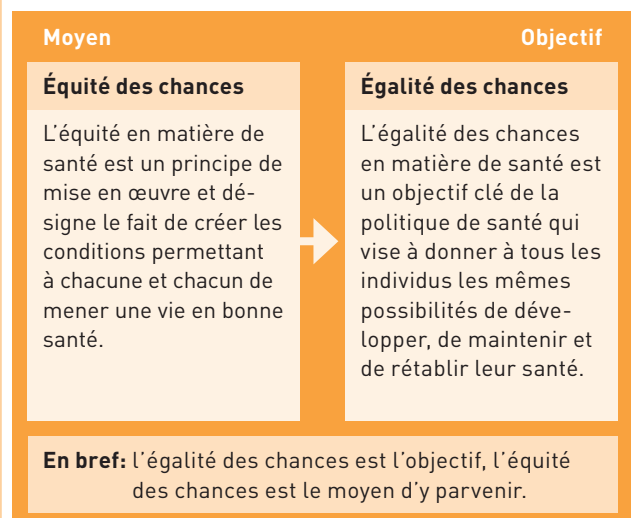 Moyen
Objectif
Équité des chances
L’équité en matière de
santé est un principe de
mise en œuvre et dé-
signe le fait de créer les
conditions permettant
à chacune et chacun de
mener une vie en bonne
santé.
Égalité des chances
L’égalité des chances
en matière de santé est
un objectif clé de la
politique de santé qui
vise à donner à tous les
individus les mêmes
possibilités de déve-
lopper, de maintenir et
de rétablir leur santé.
En bref: l’égalité des chances est l’objectif, l’équité
des chances est le moyen d’y parvenir.